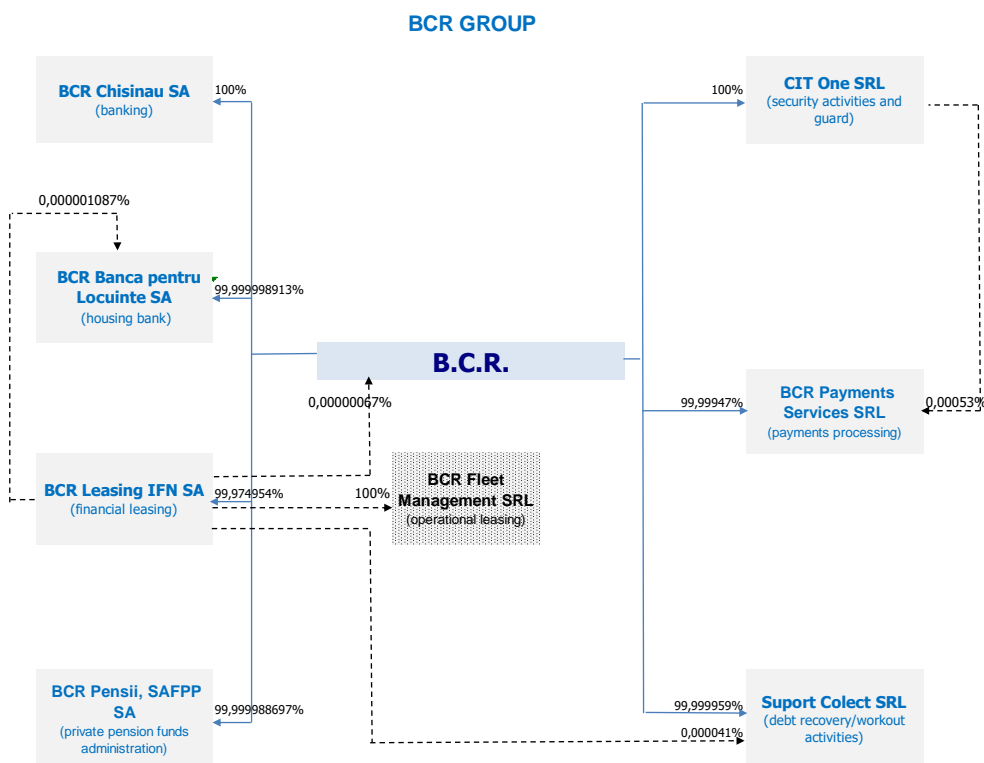 BCR GROUP
BCR Chisinau SA
(banking)
100%
100%
CIT One SRL
(security activities and
guard)
0,000001087%
BCR Banca pentru
Locuinte SA
(housing bank)
99,999998913%
B.C.R.
0,00000067%
99,99947%
BCR Payments
Services SRL
(payments processing)
0,00053%
BCR Leasing IFN SA
(financial leasing)
99,974954%
100%
BCR Fleet
Management SRL
(operational leasing)
BCR Pensii, SAFPP
SA
(private pension funds
administration)
99,999988697%
99,999959%
0,000041%
Suport Colect SRL
(debt recovery/workout
activities)